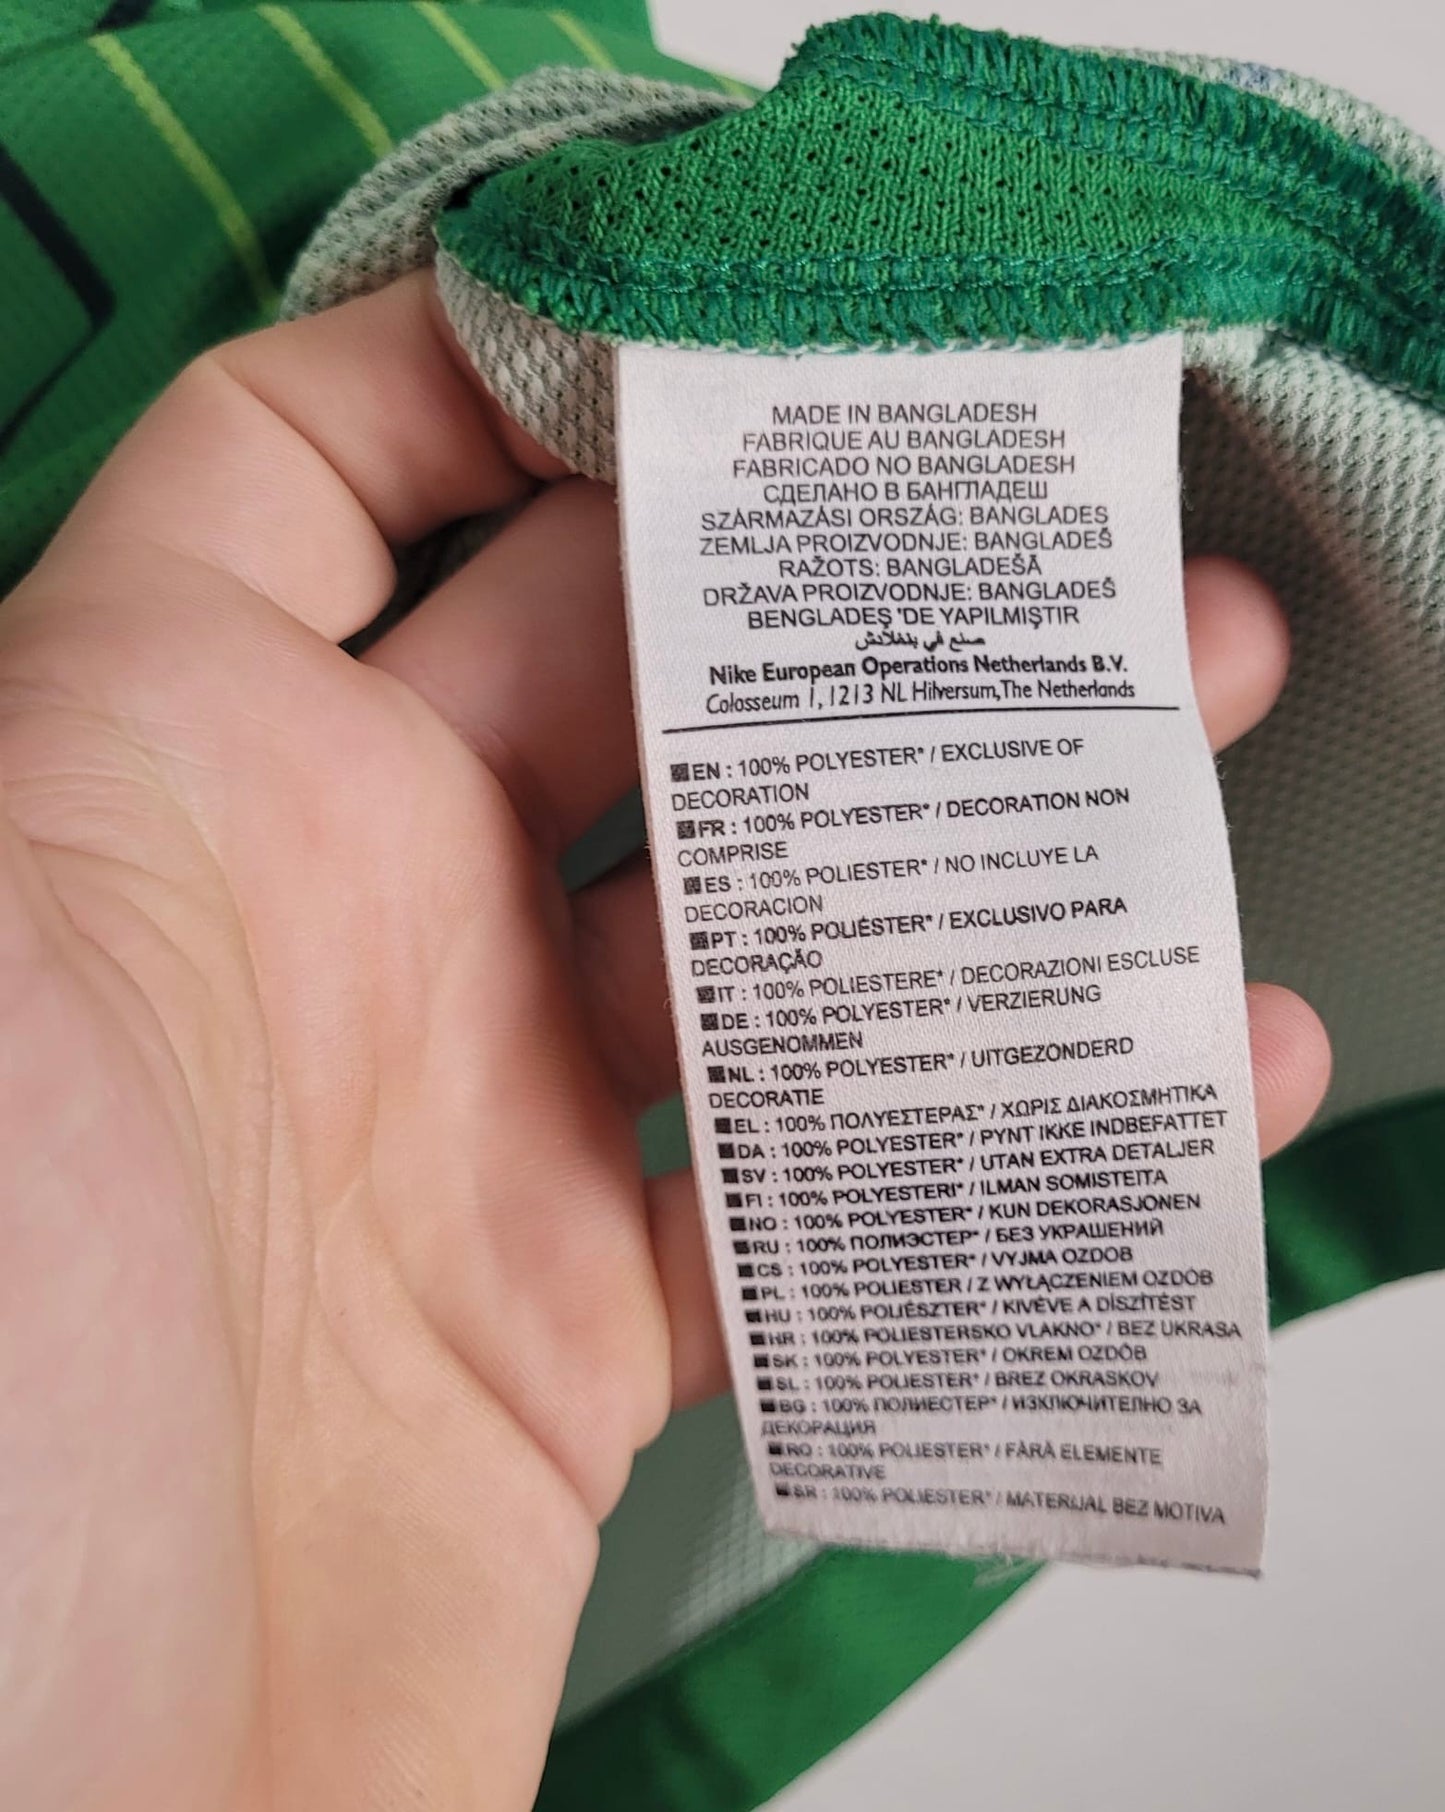 MADE IN BANGLADESH
FABRIQUE AU BANGLADESH
FABRICADO NO BANGLADESH
СДЕЛАНО В БАНГЛАДЕШ
SZÁRMAZÁSI ORSZÁG: BANGLADES
ZEMLJA PROIZVODNJE: BANGLADEŠ
RAŽOTS: BANGLADEŠĀ
DRŽAVA PROIZVODNJE: BANGLADEŠ
BENGLADEŞ 'DE YAPILMIŞTIR
صنع في بنغلادش
Nike European Operations Netherlands B.V.
Colosseum 1, 1213 NL Hilversum, The Netherlands
EN : 100% POLYESTER* / EXCLUSIVE OF
DECORATION
FR : 100% POLYESTER* / DECORATION NON
COMPRISE
ES : 100% POLIESTER* / NO INCLUYE LA
DECORACION
PT : 100% POLIÉSTER* / EXCLUSIVO PARA
DECORAÇÃO
IT : 100% POLIESTERE* / DECORAZIONI ESCLUSE
DE : 100% POLYESTER* / VERZIERUNG
AUSGENOMMEN
NL : 100% POLYESTER* / UITGEZONDERD
DECORATIE
EL : 100% ΠΟΛΥΕΣΤΕΡΑΣ* / ΧΩΡΙΣ ΔΙΑΚΟΣΜΗΤΙΚΑ
DA : 100% POLYESTER* / PYNT IKKE INDBEFATTET
SV : 100% POLYESTER* / UTAN EXTRA DETALJER
FI : 100% POLYESTERI* / ILMAN SOMISTEITA
NO : 100% POLYESTER* / KUN DEKORASJONEN
RU : 100% ПОЛИЭСТЕР* / БЕЗ УКРАШЕНИЙ
CS : 100% POLYESTER* / VYJMA OZDOB
PL : 100% POLIESTER / Z WYŁĄCZENIEM OZDÓB
HU : 100% POLIÉSZTER* / KIVÉVE A DÍSZÍTÉST
HR : 100% POLIESTERSKO VLAKNO* / BEZ UKRASA
SK : 100% POLYESTER* / OKREM OZDÔB
SL : 100% POLIESTER* / BREZ OKRASKOV
BG : 100% ПОЛИЕСТЕР* / ИЗКЛЮЧИТЕЛНО ЗА
ДЕКОРАЦИЯ
RO : 100% POLIESTER* / FĂRĂ ELEMENTE
DECORATIVE
SR : 100% POLIESTER* / MATERIJAL BEZ MOTIVA